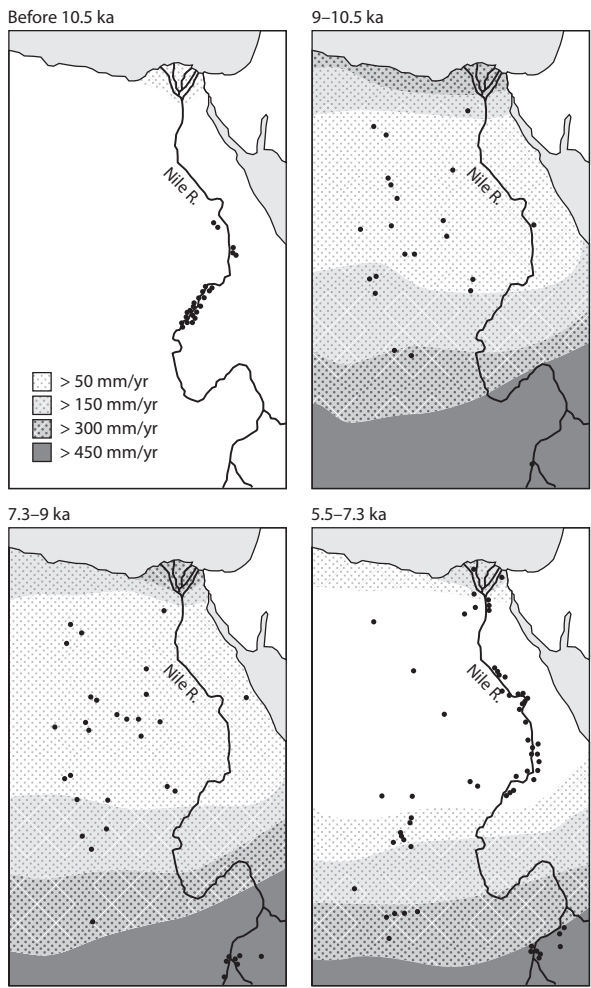 Before 10.5 ka
9–10.5 ka
Nile R.
Nile R.
> 50 mm/yr
> 150 mm/yr
> 300 mm/yr
> 450 mm/yr
7.3–9 ka
5.5–7.3 ka
Nile R.
Nile R.